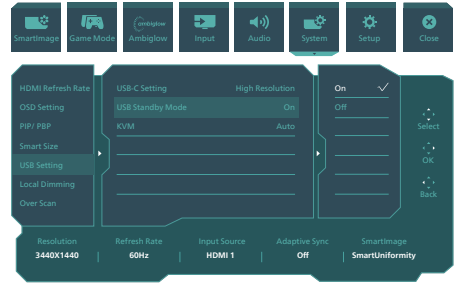 ambiglow
SmartImage
Game Mode
Ambiglow
Input
Audio
System
Setup
Close
HDMI Refresh Rate
OSD Setting
PIP/ PBP
Smart Size
USB Setting
Local Dimming
Over Scan
USB-C Setting High Resolution
USB Standby Mode On
KVM Auto
On
Off
Select
OK
Back
Resolution Refresh Rate Input Source Adaptive Sync SmartImage
3440X1440 60Hz HDMI 1 Off SmartUniformity